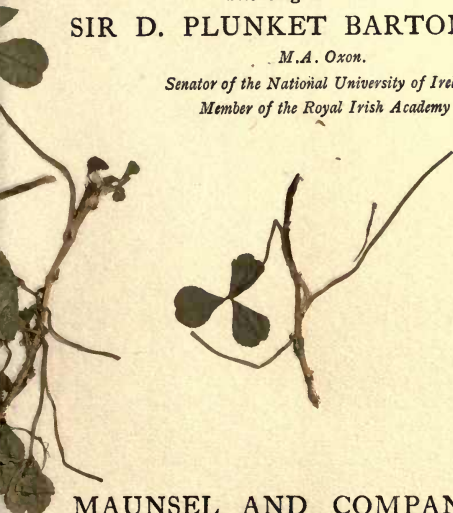 SIR D. PLUNKET BARTO
M.A. Oxon.
Senator of the National University of Ire
Member of the Royal Irish Academy
MAUNSEL AND COMPAN